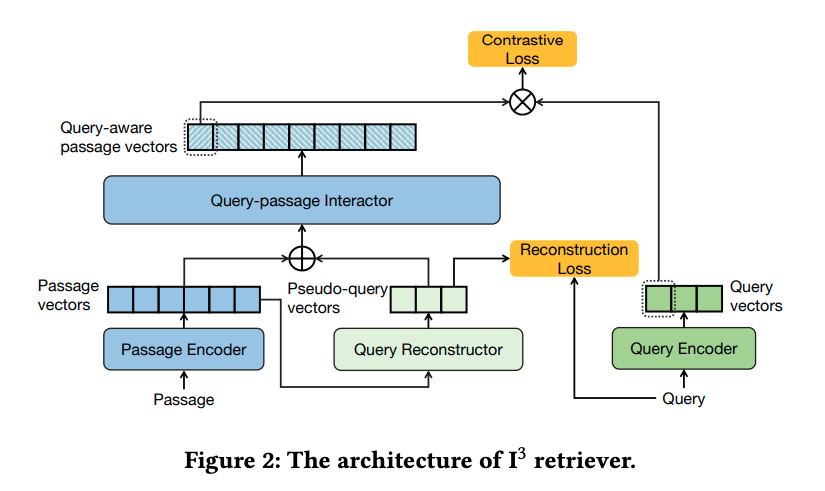 Contrastive
Loss
Query-aware
passage vectors
Query-passage Interactor
Reconstruction
Loss
Passage
vectors
Pseudo-query
vectors
Query
vectors
Passage Encoder
Query Reconstructor
Query Encoder
Passage
Query
Figure 2: The architecture of I³ retriever.